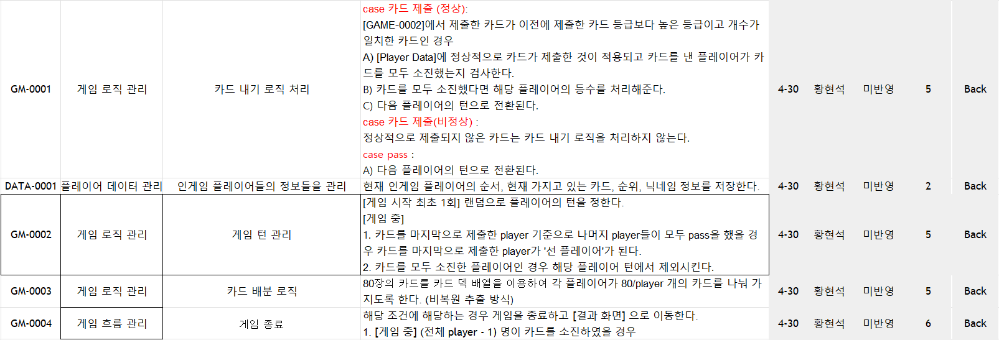 case 카드 제출 (정상):
[GAME-0002]에서 제출한 카드가 이전에 제출한 카드 등급보다 높은 등급이고 개수가
일치한 카드인 경우
A) [Player Data]에 정상적으로 카드가 제출한 것이 적용되고 카드를 낸 플레이어가 카
드를 모두 소진했는지 검사한다.
GM-0001 게임 로직 관리 카드 내기 로직 처리 B) 카드를 모두 소진했다면 해당 플레이어의 등수를 처리해준다. 4-30 황현석 미반영 5 Back
C) 다음 플레이어의 턴으로 전환된다.
case 카드 제출(비정상) :
정상적으로 제출되지 않은 카드는 카드 내기 로직을 처리하지 않는다.
case pass :
A) 다음 플레이어의 턴으로 전환된다.
DATA-0001 플레이어 데이터 관리 인게임 플레이어들의 정보들을 관리 현재 인게임 플레이어의 순서, 현재 가지고 있는 카드, 순위, 닉네임 정보를 저장한다. 4-30 황현석 미반영 2 Back
[게임 시작 최초 1회] 랜덤으로 플레이어의 턴을 정한다.
[게임 중]
GM-0002 게임 로직 관리 게임 턴 관리 1. 카드를 마지막으로 제출한 player 기준으로 나머지 player들이 모두 pass을 했을 경 4-30 황현석 미반영 5 Back
우 카드를 마지막으로 제출한 player가 '선 플레이어'가 된다.
2. 카드를 모두 소진한 플레이어인 경우 해당 플레이어 턴에서 제외시킨다.
GM-0003 게임 로직 관리 카드 배분 로직 80장의 카드를 카드 덱 배열을 이용하여 각 플레이어가 80/player 개의 카드를 나눠 가 4-30 황현석 미반영 5 Back
지도록 한다. (비복원 추출 방식)
GM-0004 게임 흐름 관리 게임 종료 해당 조건에 해당하는 경우 게임을 종료하고 [결과 화면] 으로 이동한다. 4-30 황현석 미반영 6 Back
1. [게임 중] (전체 player - 1) 명이 카드를 소진하였을 경우